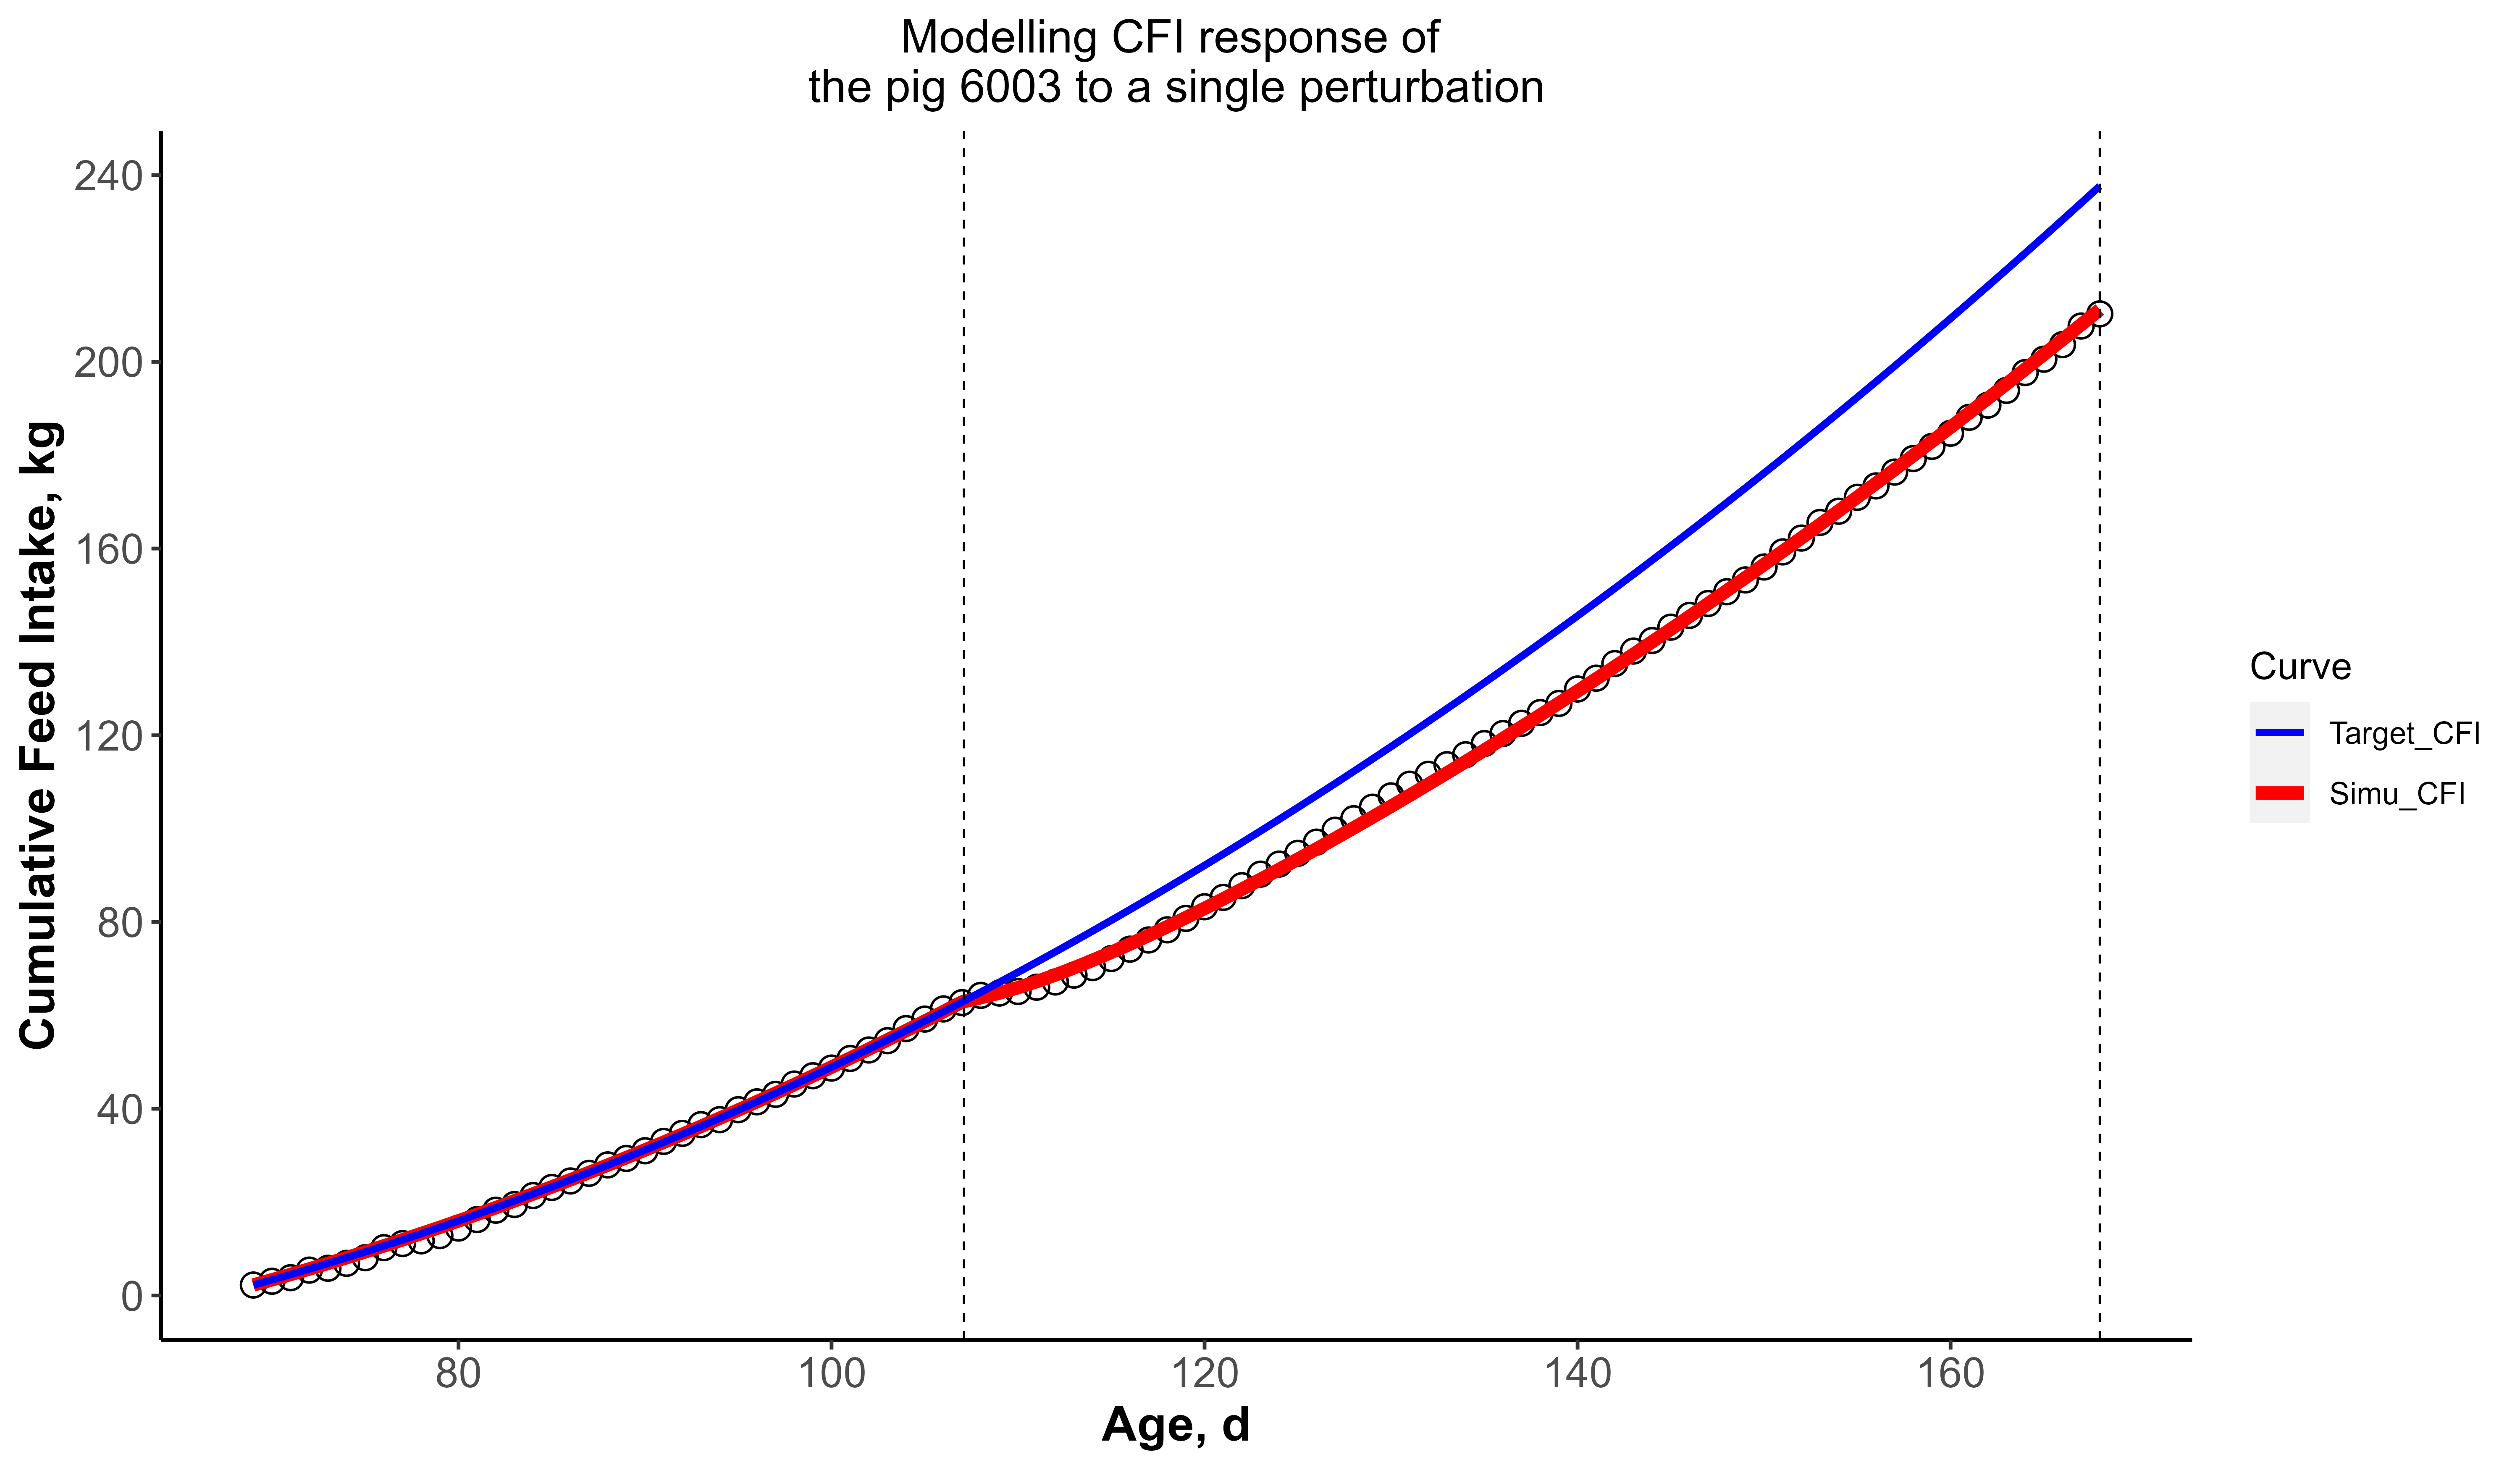 Modelling CFI response of
the pig 6003 to a single perturbation
Cumulative Feed Intake, kg
240
200
160
120
80
40
0
80
100
120
140
160
Age, d
Curve
Target_CFI
Simu_CFI